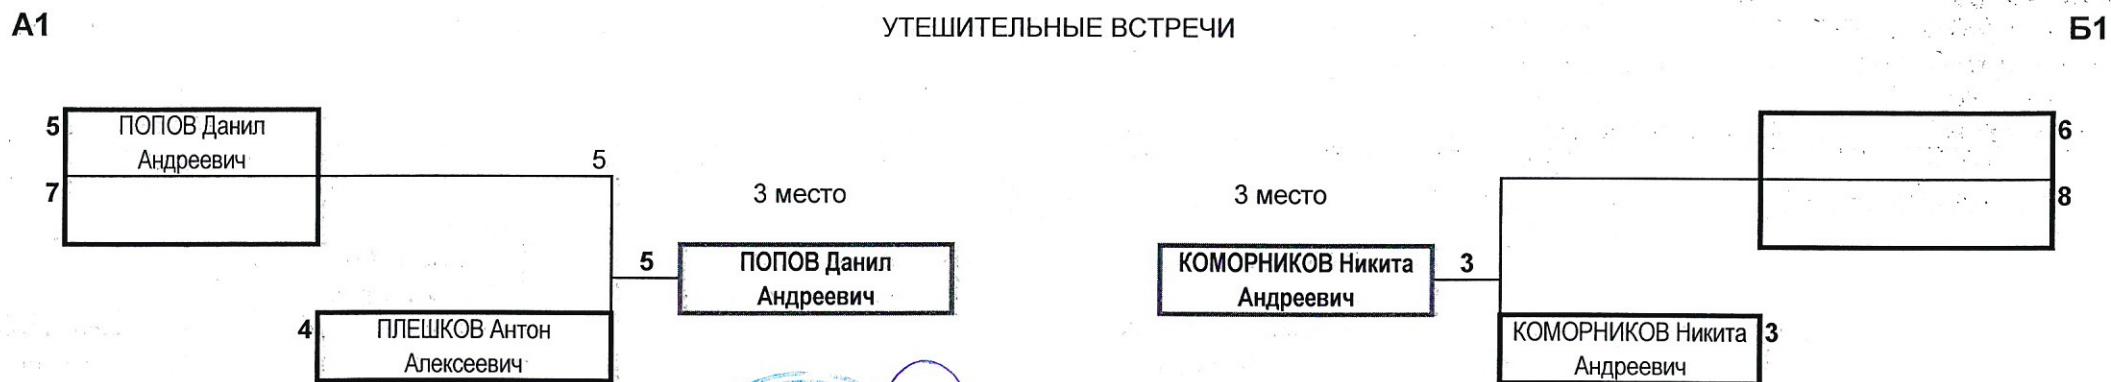 А1
УТЕШИТЕЛЬНЫЕ ВСТРЕЧИ
Б1
5
ПОПОВ Данил
Андреевич
7
5
3 место
5
ПОПОВ Данил
Андреевич
4
ПЛЕШКОВ Антон
Алексеевич
3 место
КОМОРНИКОВ Никита
Андреевич
3
6
8
КОМОРНИКОВ Никита
Андреевич
3